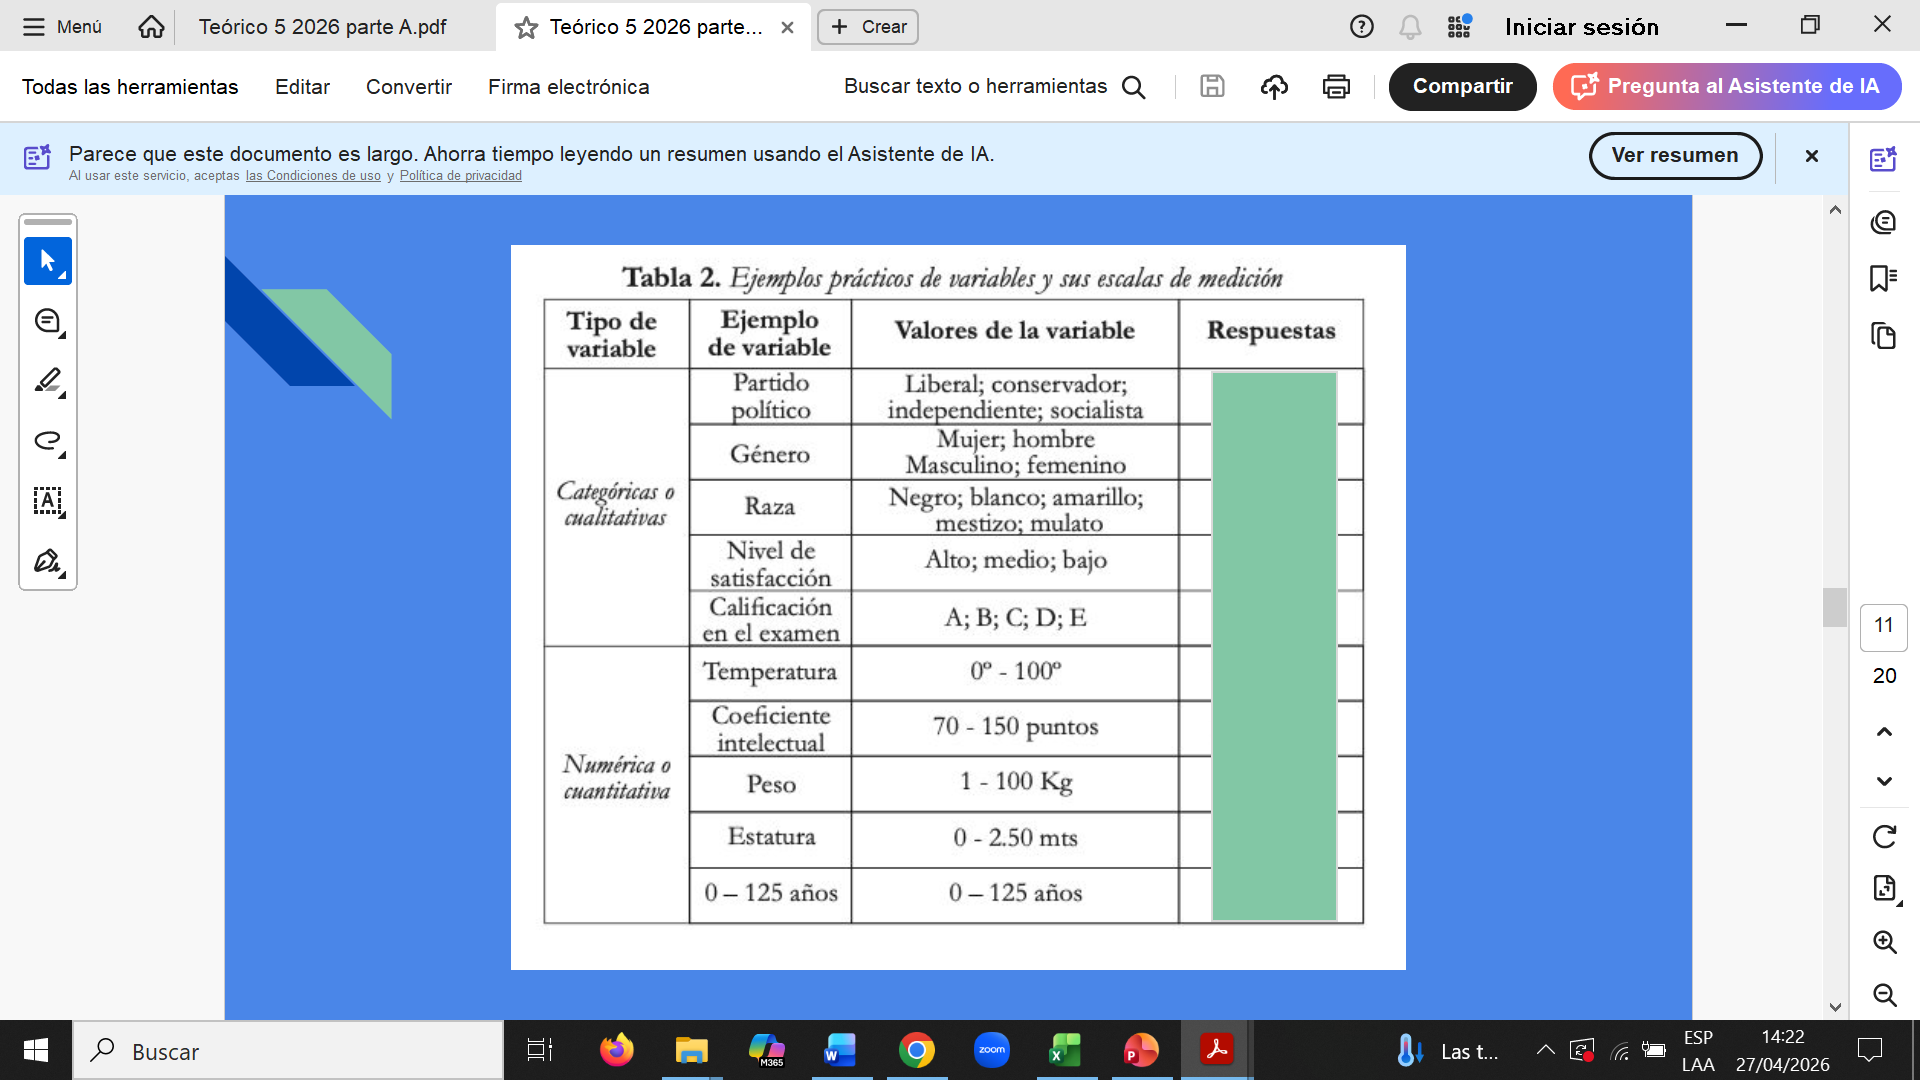 Menú
Teórico 5 2026 parte A.pdf
Teórico 5 2026 parte...
Crear
Iniciar sesión
Todas las herramientas
Editar
Convertir
Firma electrónica
Buscar texto o herramientas
Compartir
Pregunta al Asistente de IA
Parece que este documento es largo. Ahorra tiempo leyendo un resumen usando el Asistente de IA.
Al usar este servicio, aceptas las Condiciones de uso y Política de privacidad
Ver resumen
Tabla 2. Ejemplos prácticos de variables y sus escalas de medición
Tipo de
variable
Ejemplo
de variable
Valores de la variable
Respuestas
Categóricas o
cualitativas
Partido
político
Liberal; conservador;
independiente; socialista
Género
Mujer; hombre
Masculino; femenino
Raza
Negro; blanco; amarillo;
mestizo; mulato
Nivel de
satisfacción
Alto; medio; bajo
Calificación
en el examen
A; B; C; D; E
Numérica o
cuantitativa
Temperatura
0º - 100º
Coeficiente
intelectual
70 - 150 puntos
Peso
1 - 100 Kg
Estatura
0 - 2.50 mts
0 – 125 años
0 – 125 años
11
20
Buscar
M365
W
zoom
X
P
Las t...
ESP
LAA
14:22
27/04/2026